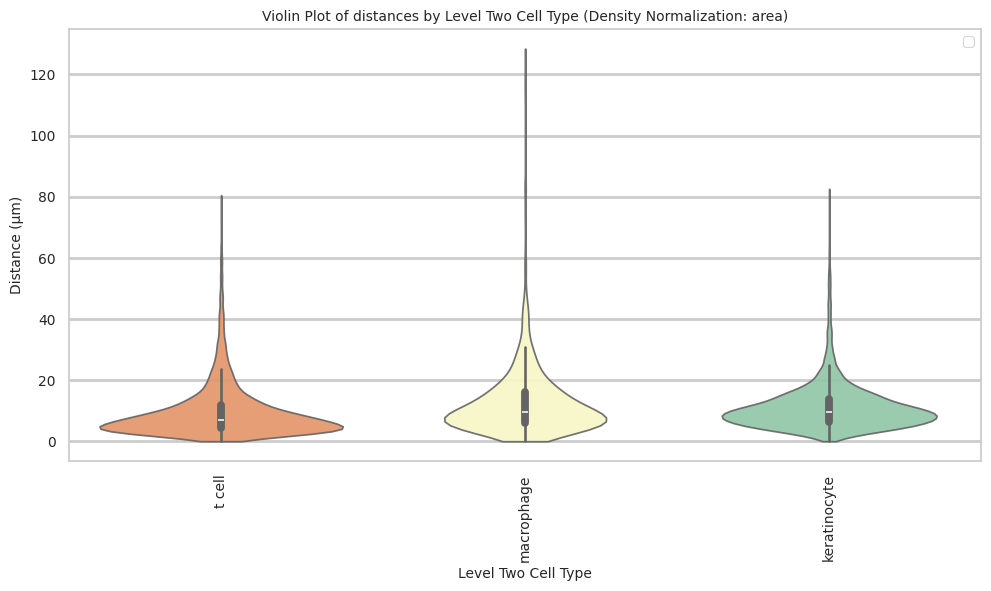 Violin Plot of distances by Level Two Cell Type (Density Normalization: area)
120
100
80
60
40
20
0
Distance (μm)
t cell
macrophage
keratinocyte
Level Two Cell Type